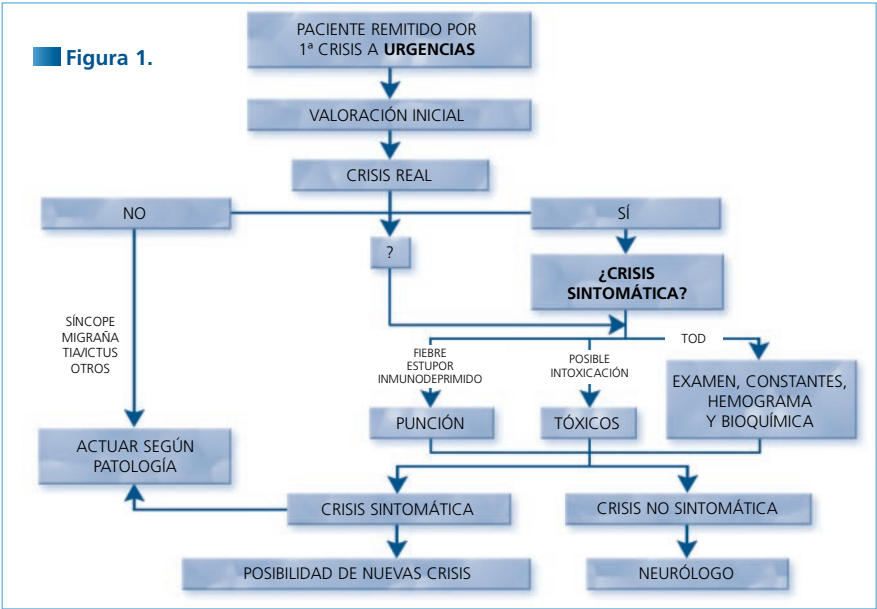 Figura 1.
PACIENTE REMITIDO POR
1ª CRISIS A URGENCIAS
VALORACIÓN INICIAL
CRISIS REAL
NO
SÍ
?
¿CRISIS
SINTOMÁTICA?
SÍNCOPE
MIGRAÑA
TIA/ICTUS
OTROS
FIEBRE
ESTUPOR
INMUNODEPRIMIDO
POSIBLE
INTOXICACIÓN
TOD
PUNCIÓN
TÓXICOS
EXAMEN, CONSTANTES,
HEMOGRAMA
Y BIOQUÍMICA
ACTUAR SEGÚN
PATOLOGÍA
CRISIS SINTOMÁTICA
CRISIS NO SINTOMÁTICA
POSIBILIDAD DE NUEVAS CRISIS
NEURÓLOGO